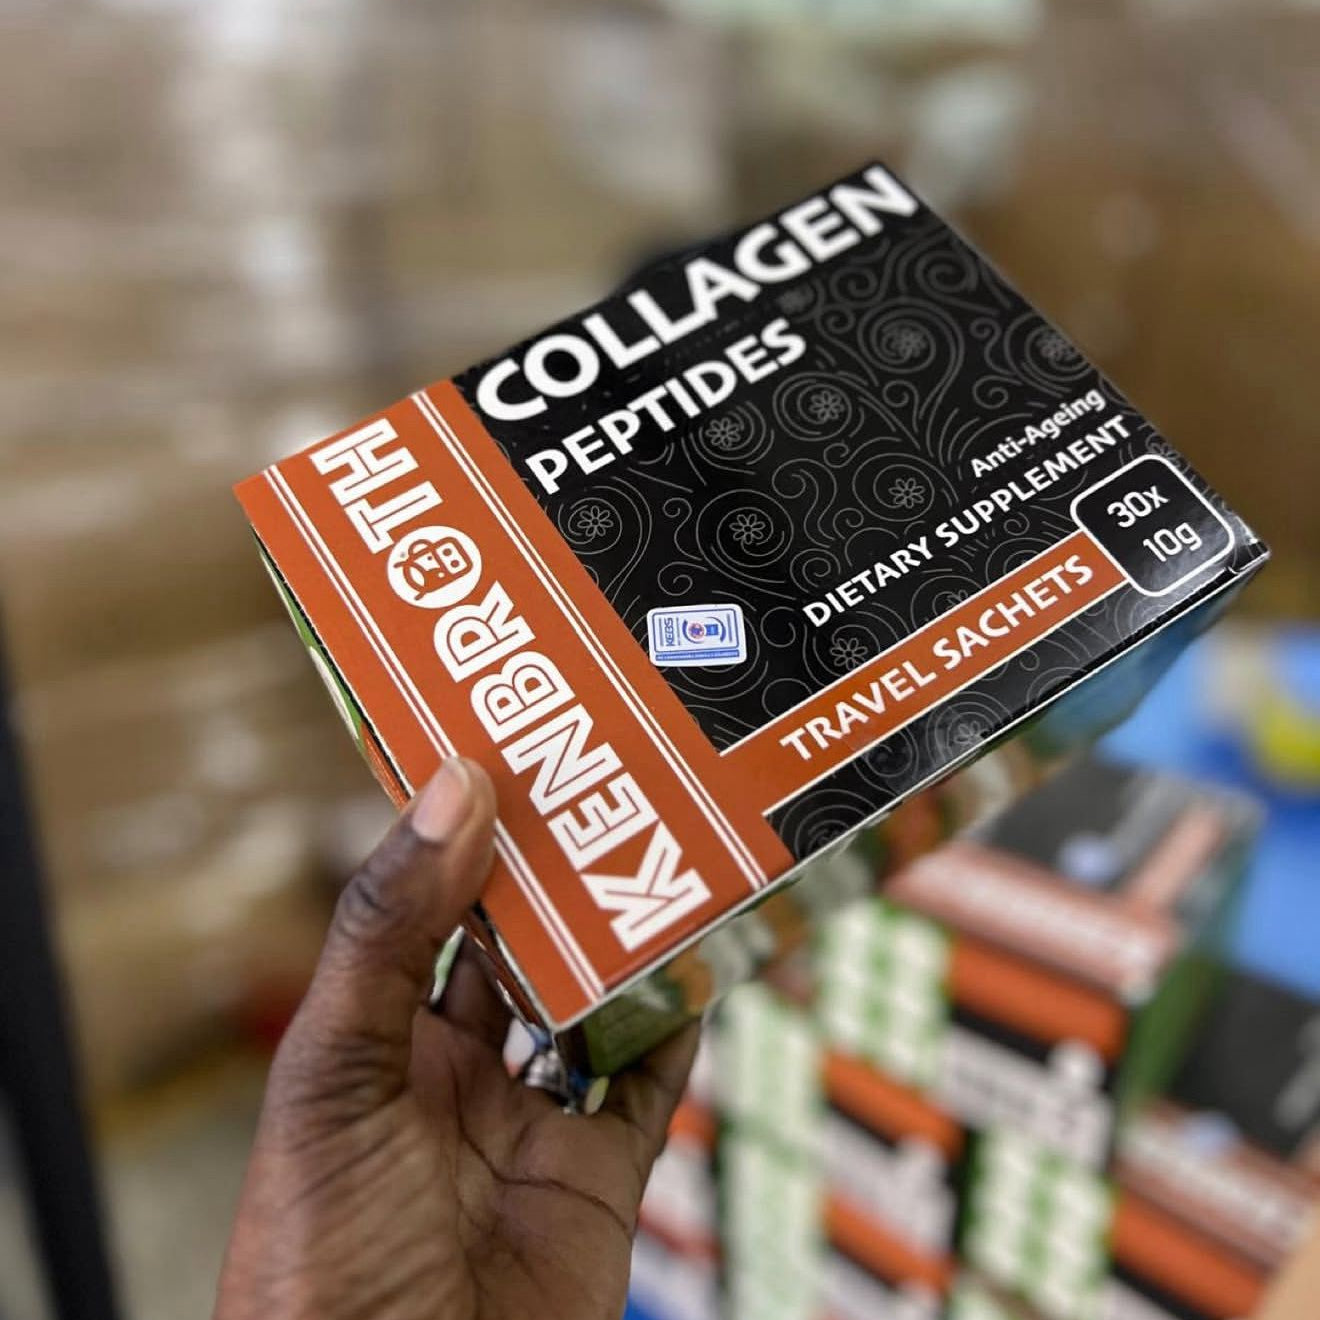 KENBROTH
COLLAGEN
PEPTIDES
Anti-Ageing
DIETARY SUPPLEMENT
30x
10g
TRAVEL SACHETS
KEBS